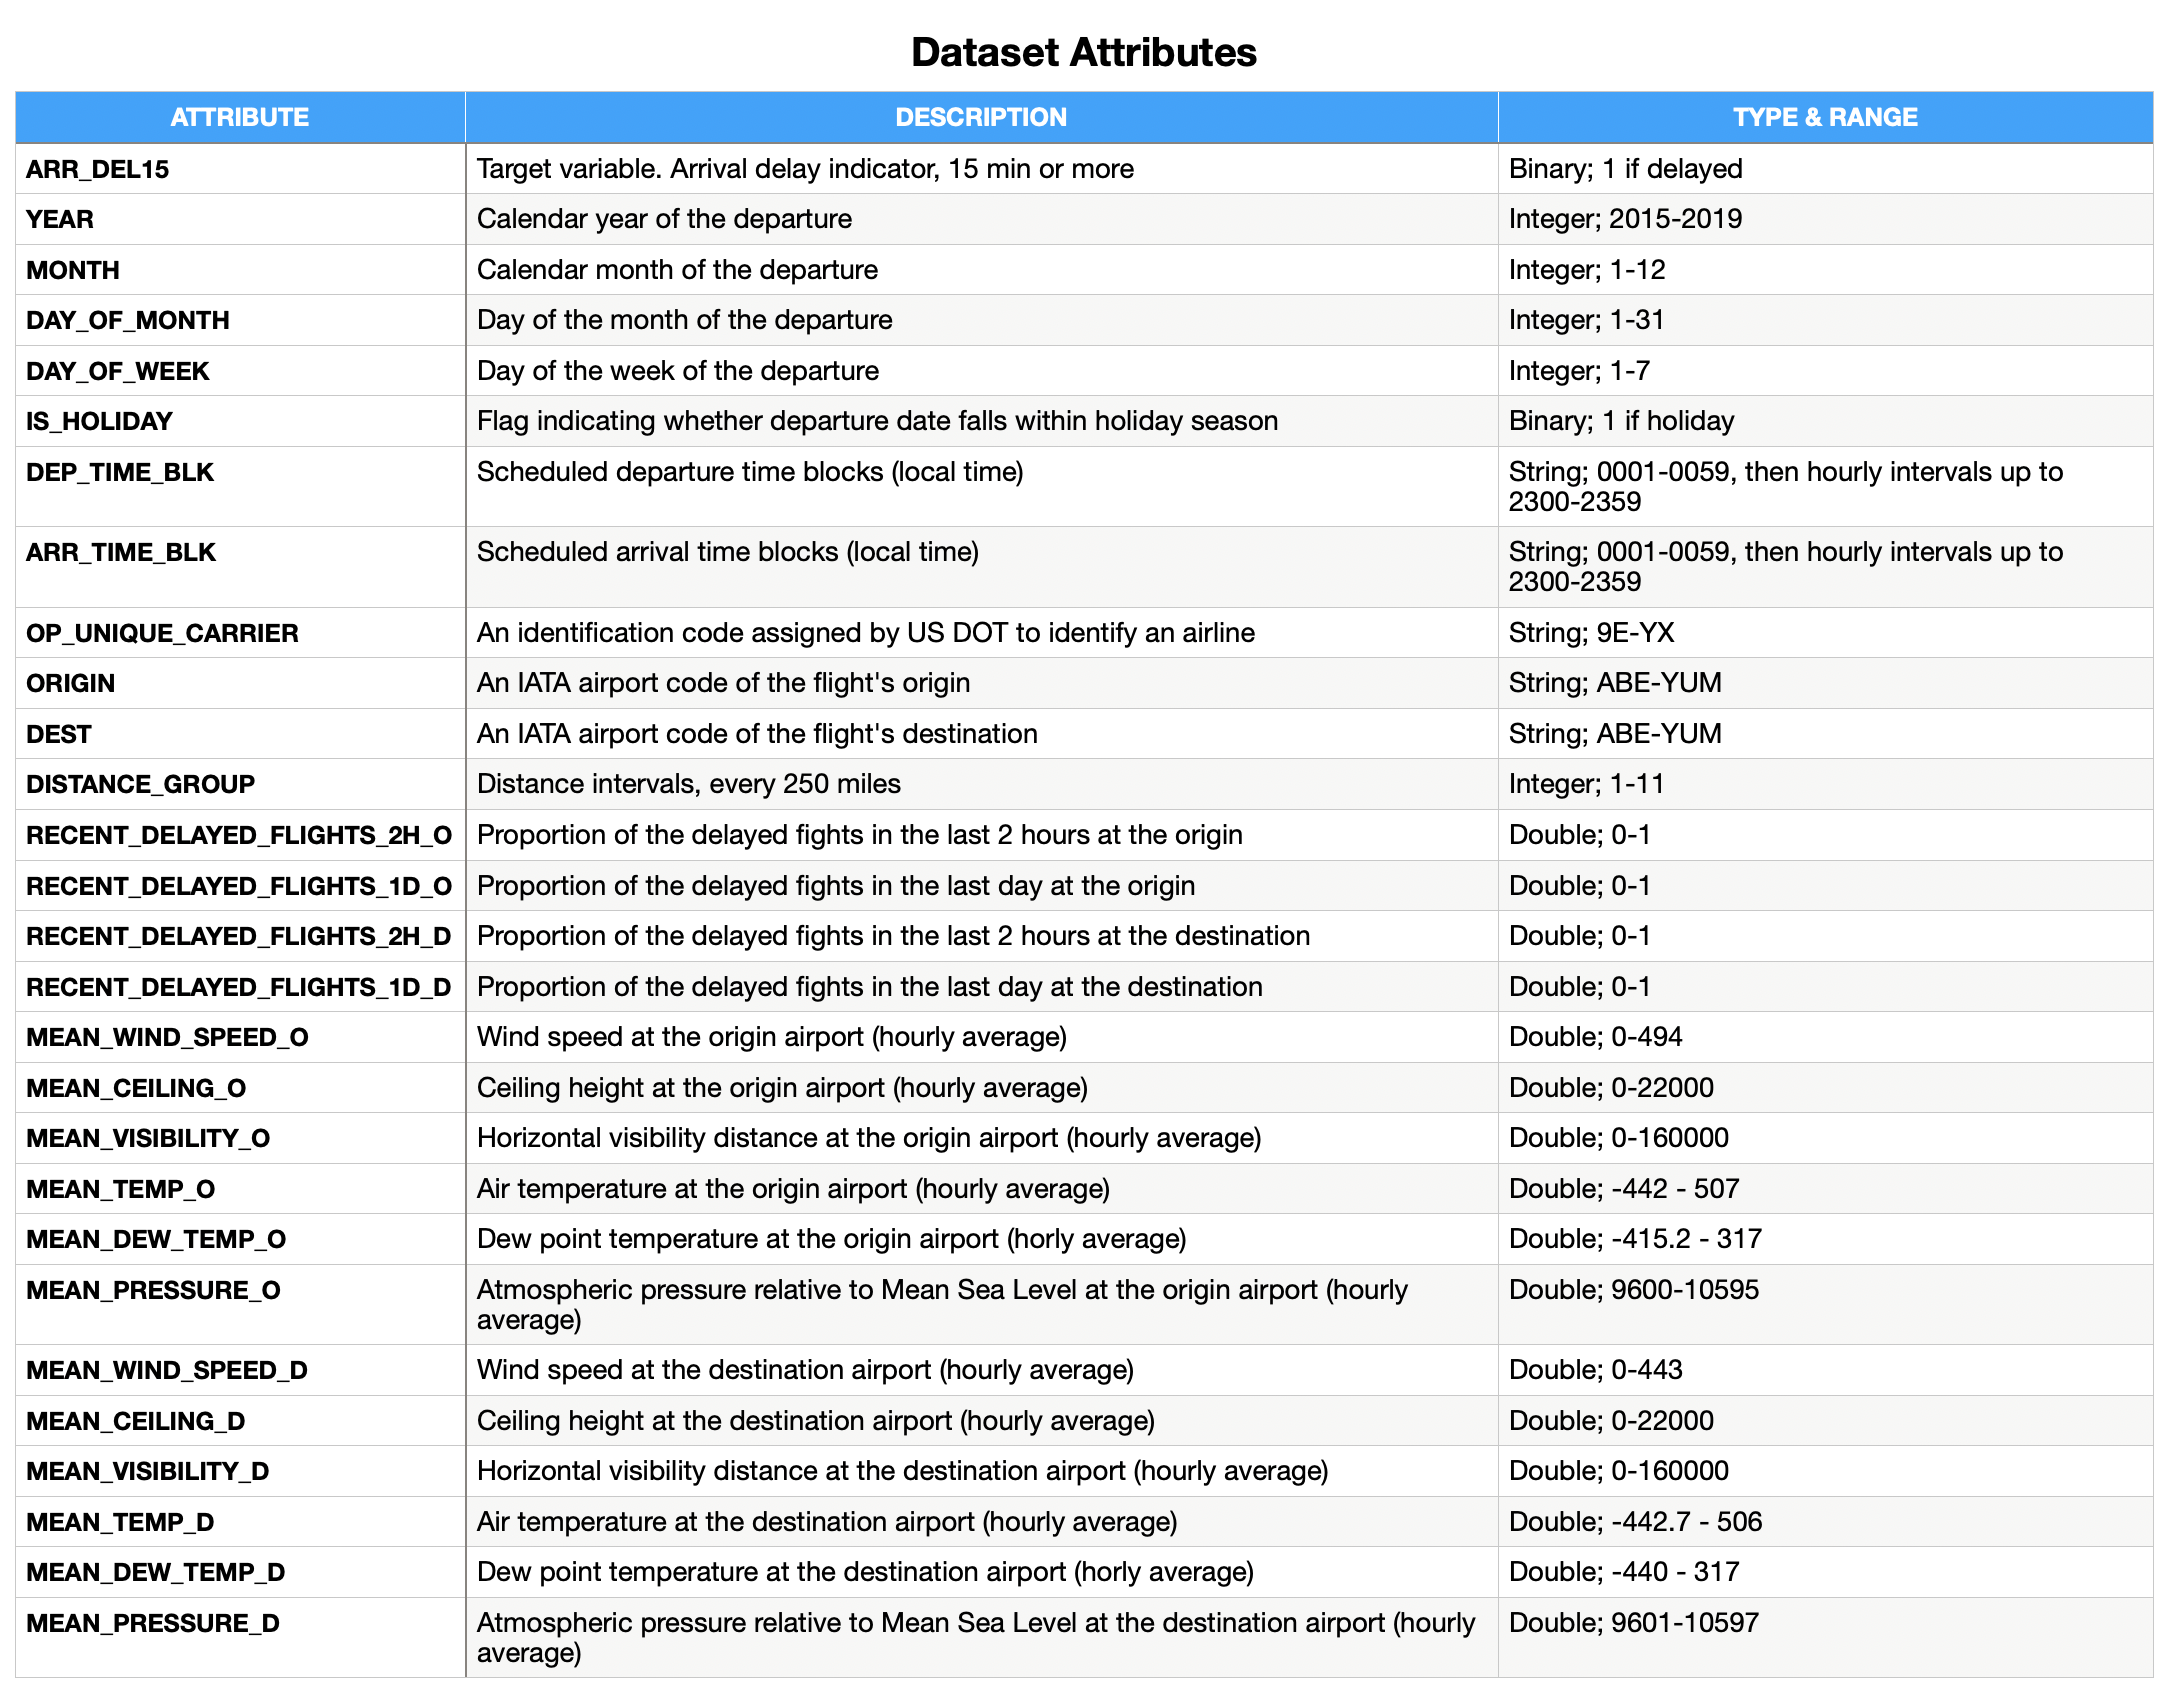 Dataset Attributes
ATTRIBUTE DESCRIPTION TYPE & RANGE
ARR_DEL15 Target variable. Arrival delay indicator, 15 min or more Binary; 1 if delayed
YEAR Calendar year of the departure Integer; 2015-2019
MONTH Calendar month of the departure Integer; 1-12
DAY_OF_MONTH Day of the month of the departure Integer; 1-31
DAY_OF_WEEK Day of the week of the departure Integer; 1-7
IS_HOLIDAY Flag indicating whether departure date falls within holiday season Binary; 1 if holiday
DEP_TIME_BLK Scheduled departure time blocks (local time) String; 0001-0059, then hourly intervals up to
2300-2359
ARR_TIME_BLK Scheduled arrival time blocks (local time) String; 0001-0059, then hourly intervals up to
2300-2359
OP_UNIQUE_CARRIER An identification code assigned by US DOT to identify an airline String; 9E-YX
ORIGIN An IATA airport code of the flight's origin String; ABE-YUM
DEST An IATA airport code of the flight's destination String; ABE-YUM
DISTANCE_GROUP Distance intervals, every 250 miles Integer; 1-11
RECENT_DELAYED_FLIGHTS_2H_O Proportion of the delayed fights in the last 2 hours at the origin Double; 0-1
RECENT_DELAYED_FLIGHTS_1D_O Proportion of the delayed fights in the last day at the origin Double; 0-1
RECENT_DELAYED_FLIGHTS_2H_D Proportion of the delayed fights in the last 2 hours at the destination Double; 0-1
RECENT_DELAYED_FLIGHTS_1D_D Proportion of the delayed fights in the last day at the destination Double; 0-1
MEAN_WIND_SPEED_O Wind speed at the origin airport (hourly average) Double; 0-494
MEAN_CEILING_O Ceiling height at the origin airport (hourly average) Double; 0-22000
MEAN_VISIBILITY_O Horizontal visibility distance at the origin airport (hourly average) Double; 0-160000
MEAN_TEMP_O Air temperature at the origin airport (hourly average) Double; -442 - 507
MEAN_DEW_TEMP_O Dew point temperature at the origin airport (horly average) Double; -415.2 - 317
MEAN_PRESSURE_O Atmospheric pressure relative to Mean Sea Level at the origin airport (hourly Double; 9600-10595
average)
MEAN_WIND_SPEED_D Wind speed at the destination airport (hourly average) Double; 0-443
MEAN_CEILING_D Ceiling height at the destination airport (hourly average) Double; 0-22000
MEAN_VISIBILITY_D Horizontal visibility distance at the destination airport (hourly average) Double; 0-160000
MEAN_TEMP_D Air temperature at the destination airport (hourly average) Double; -442.7 - 506
MEAN_DEW_TEMP_D Dew point temperature at the destination airport (horly average) Double; -440 - 317
MEAN_PRESSURE_D Atmospheric pressure relative to Mean Sea Level at the destination airport (hourly Double; 9601-10597
average)